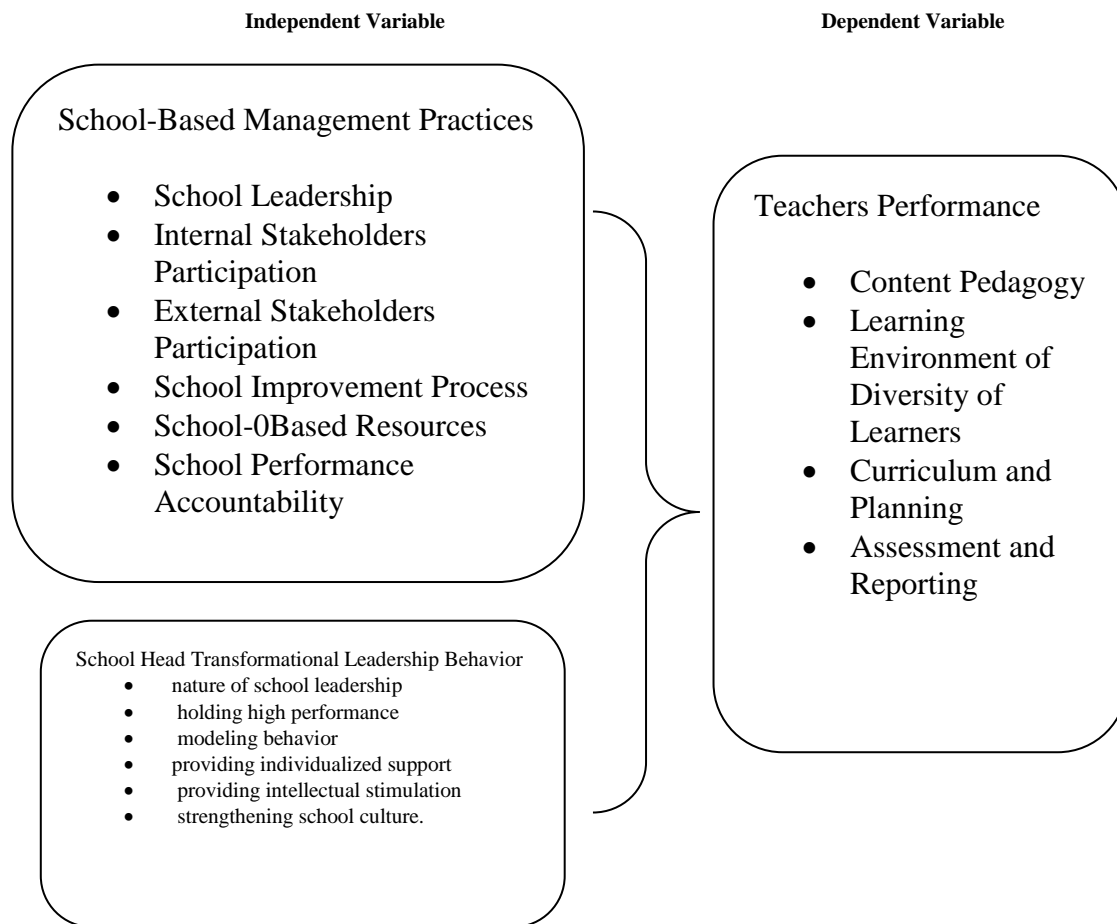 Independent Variable
Dependent Variable
School-Based Management Practices
• School Leadership
• Internal Stakeholders
Participation
• External Stakeholders
Participation
• School Improvement Process
• School-0Based Resources
• School Performance
Accountability
School Head Transformational Leadership Behavior
• nature of school leadership
• holding high performance
• modeling behavior
• providing individualized support
• providing intellectual stimulation
• strengthening school culture.
Teachers Performance
• Content Pedagogy
• Learning
Environment of
Diversity of
Learners
• Curriculum and
Planning
• Assessment and
Reporting